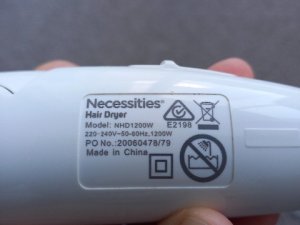 Necessities®
Hair Dryer
Model: NHD1200W
E2198
220-240V~50-60Hz,1200W
PO No.:20060478/79
Made in China